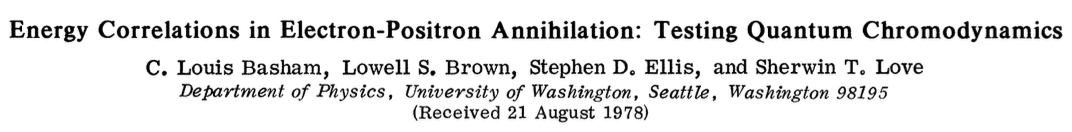 Energy Correlations in Electron-Positron Annihilation: Testing Quantum Chromodynamics
C. Louis Basham, Lowell S. Brown, Stephen D. Ellis, and Sherwin T. Love
Department of Physics, University of Washington, Seattle, Washington 98195
(Received 21 August 1978)